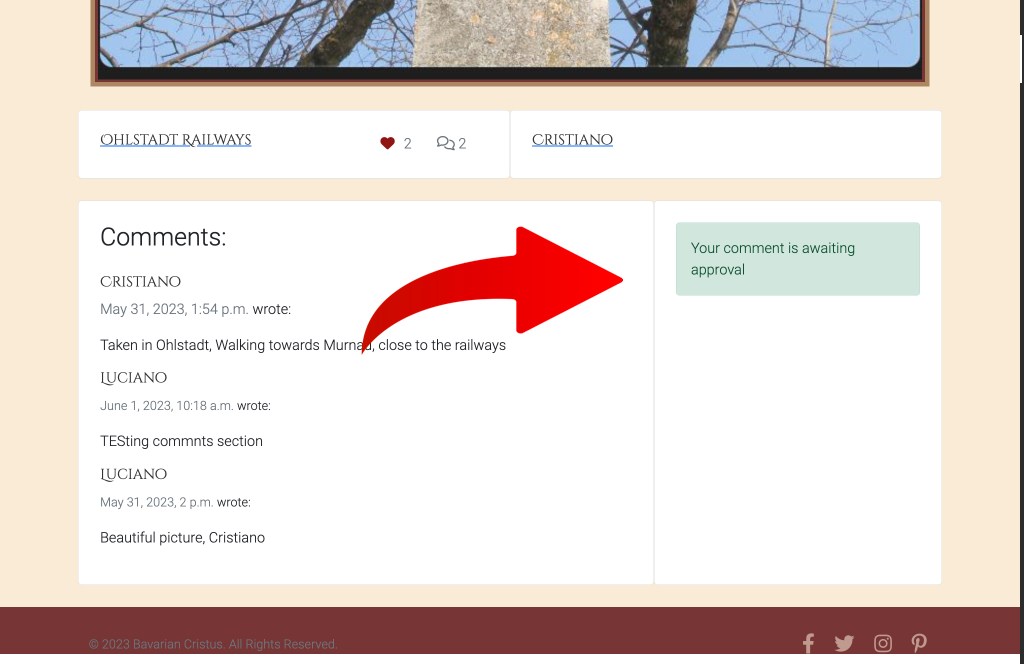 Ohlstadt Railways
2
2
Cristiano
Comments:
Cristiano
May 31, 2023, 1:54 p.m. wrote:
Taken in Ohlstadt, Walking towards Murnau, close to the railways
Luciano
June 1, 2023, 10:18 a.m. wrote:
TESting commnts section
Luciano
May 31, 2023, 2 p.m. wrote:
Beautiful picture, Cristiano
Your comment is awaiting
approval
© 2023 Bavarian Cristus. All Rights Reserved.